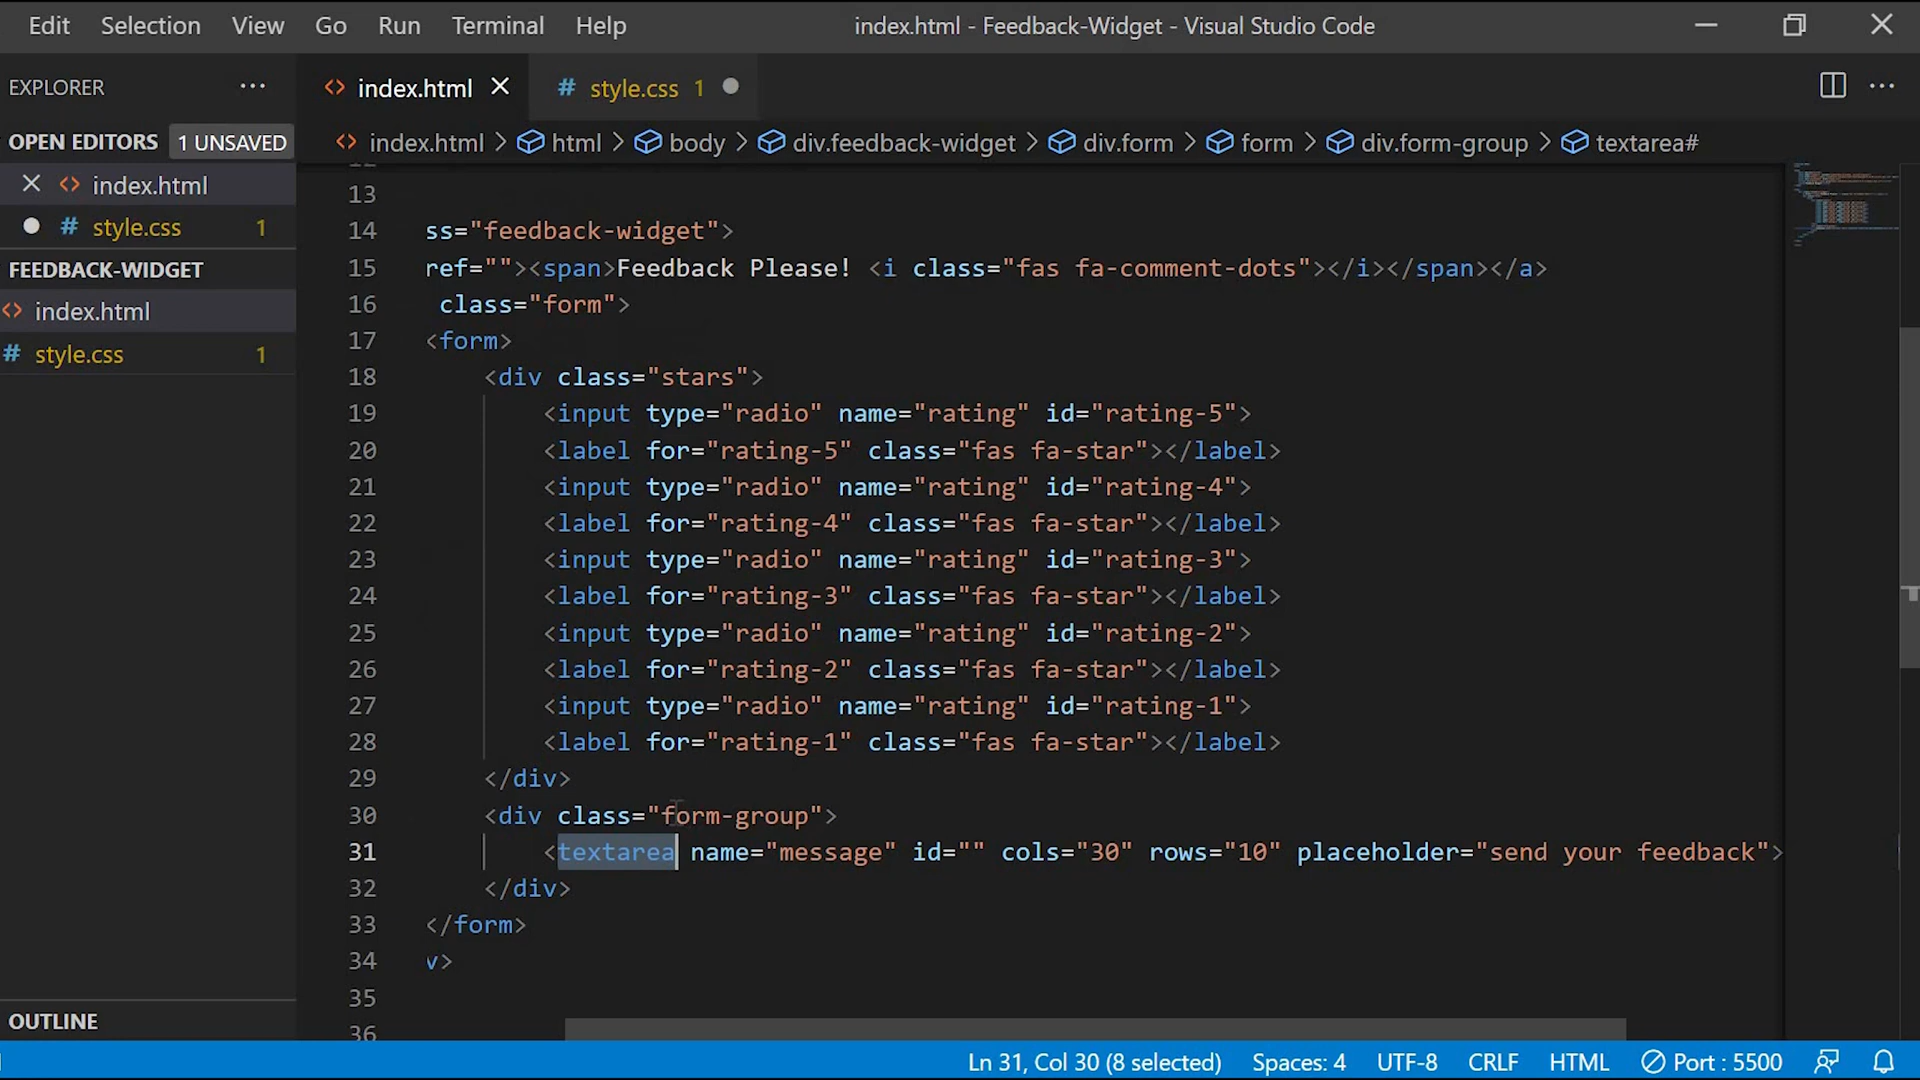 Edit Selection View Go Run Terminal Help index.html - Feedback-Widget - Visual Studio Code
EXPLORER ··· index.html style.css 1 ···
OPEN EDITORS 1 UNSAVED
index.html > html > body > div.feedback-widget > div.form > form > div.form-group > textarea#
index.html
style.css 1
FEEDBACK-WIDGET
index.html
style.css 1
OUTLINE
13
14 ss="feedback-widget">
15 ref=""><span>Feedback Please! <i class="fas fa-comment-dots"></i></span></a>
16 class="form">
17 <form>
18 <div class="stars">
19 <input type="radio" name="rating" id="rating-5">
20 <label for="rating-5" class="fas fa-star"></label>
21 <input type="radio" name="rating" id="rating-4">
22 <label for="rating-4" class="fas fa-star"></label>
23 <input type="radio" name="rating" id="rating-3">
24 <label for="rating-3" class="fas fa-star"></label>
25 <input type="radio" name="rating" id="rating-2">
26 <label for="rating-2" class="fas fa-star"></label>
27 <input type="radio" name="rating" id="rating-1">
28 <label for="rating-1" class="fas fa-star"></label>
29 </div>
30 <div class="form-group">
31 <textarea name="message" id="" cols="30" rows="10" placeholder="send your feedback">
32 </div>
33 </form>
34 v>
35
36
Ln 31, Col 30 (8 selected) Spaces: 4 UTF-8 CRLF HTML Port : 5500